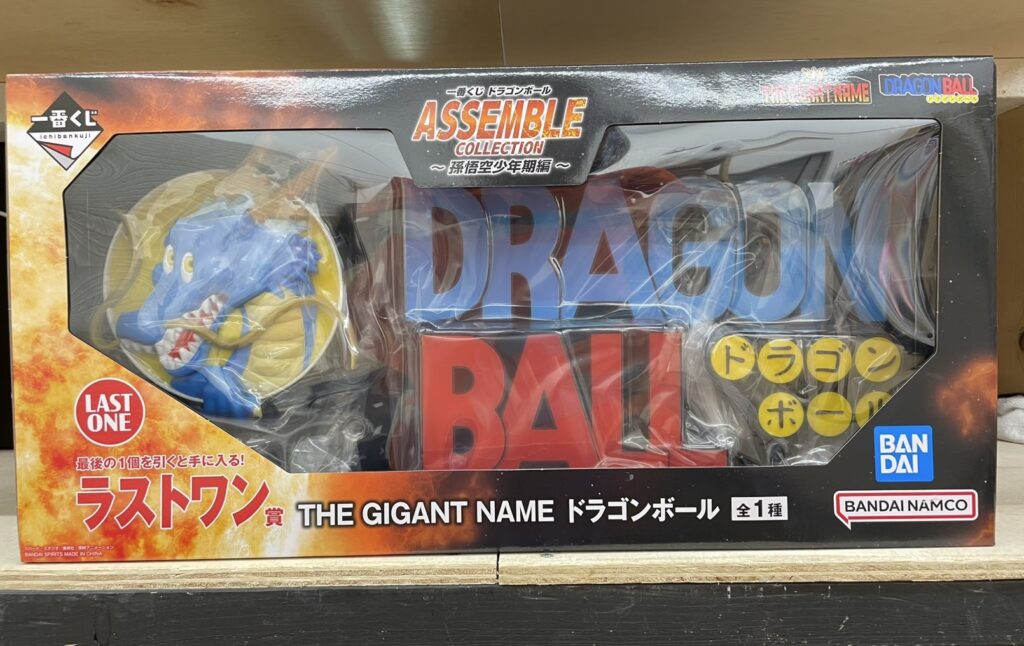 一番くじ
ichibankuji
一番くじ ドラゴンボール
ASSEMBLE
COLLECTION
～ 孫悟空少年期編 ～
THE GIGANT NAME
DRAGON BALL
DRAGON
BALL
ドラゴン
ボール
LAST
ONE
最後の1個を引くと手に入る!
ラストワン賞
THE GIGANT NAME ドラゴンボール 全1種
BAN
DAI
BANDAI NAMCO
BANDAI SPIRITS MADE IN CHINA